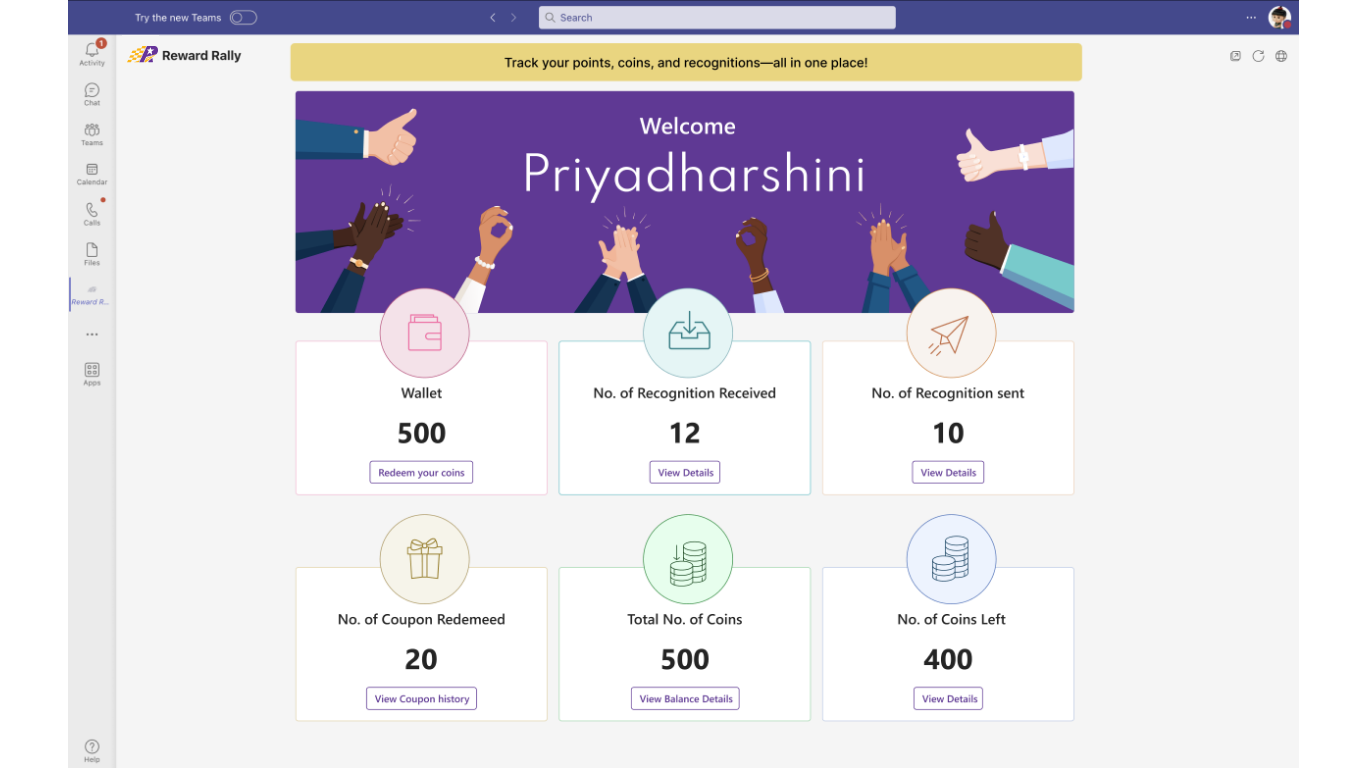 Try the new Teams
Search
1
Activity
Chat
Teams
Calendar
Calls
Files
Reward R...
Apps
Help
Reward Rally
Track your points, coins, and recognitions—all in one place!
Welcome
Priyadharshini
Wallet
500
Redeem your coins
No. of Recognition Received
12
View Details
No. of Recognition sent
10
View Details
No. of Coupon Redemeed
20
View Coupon history
Total No. of Coins
500
View Balance Details
No. of Coins Left
400
View Details